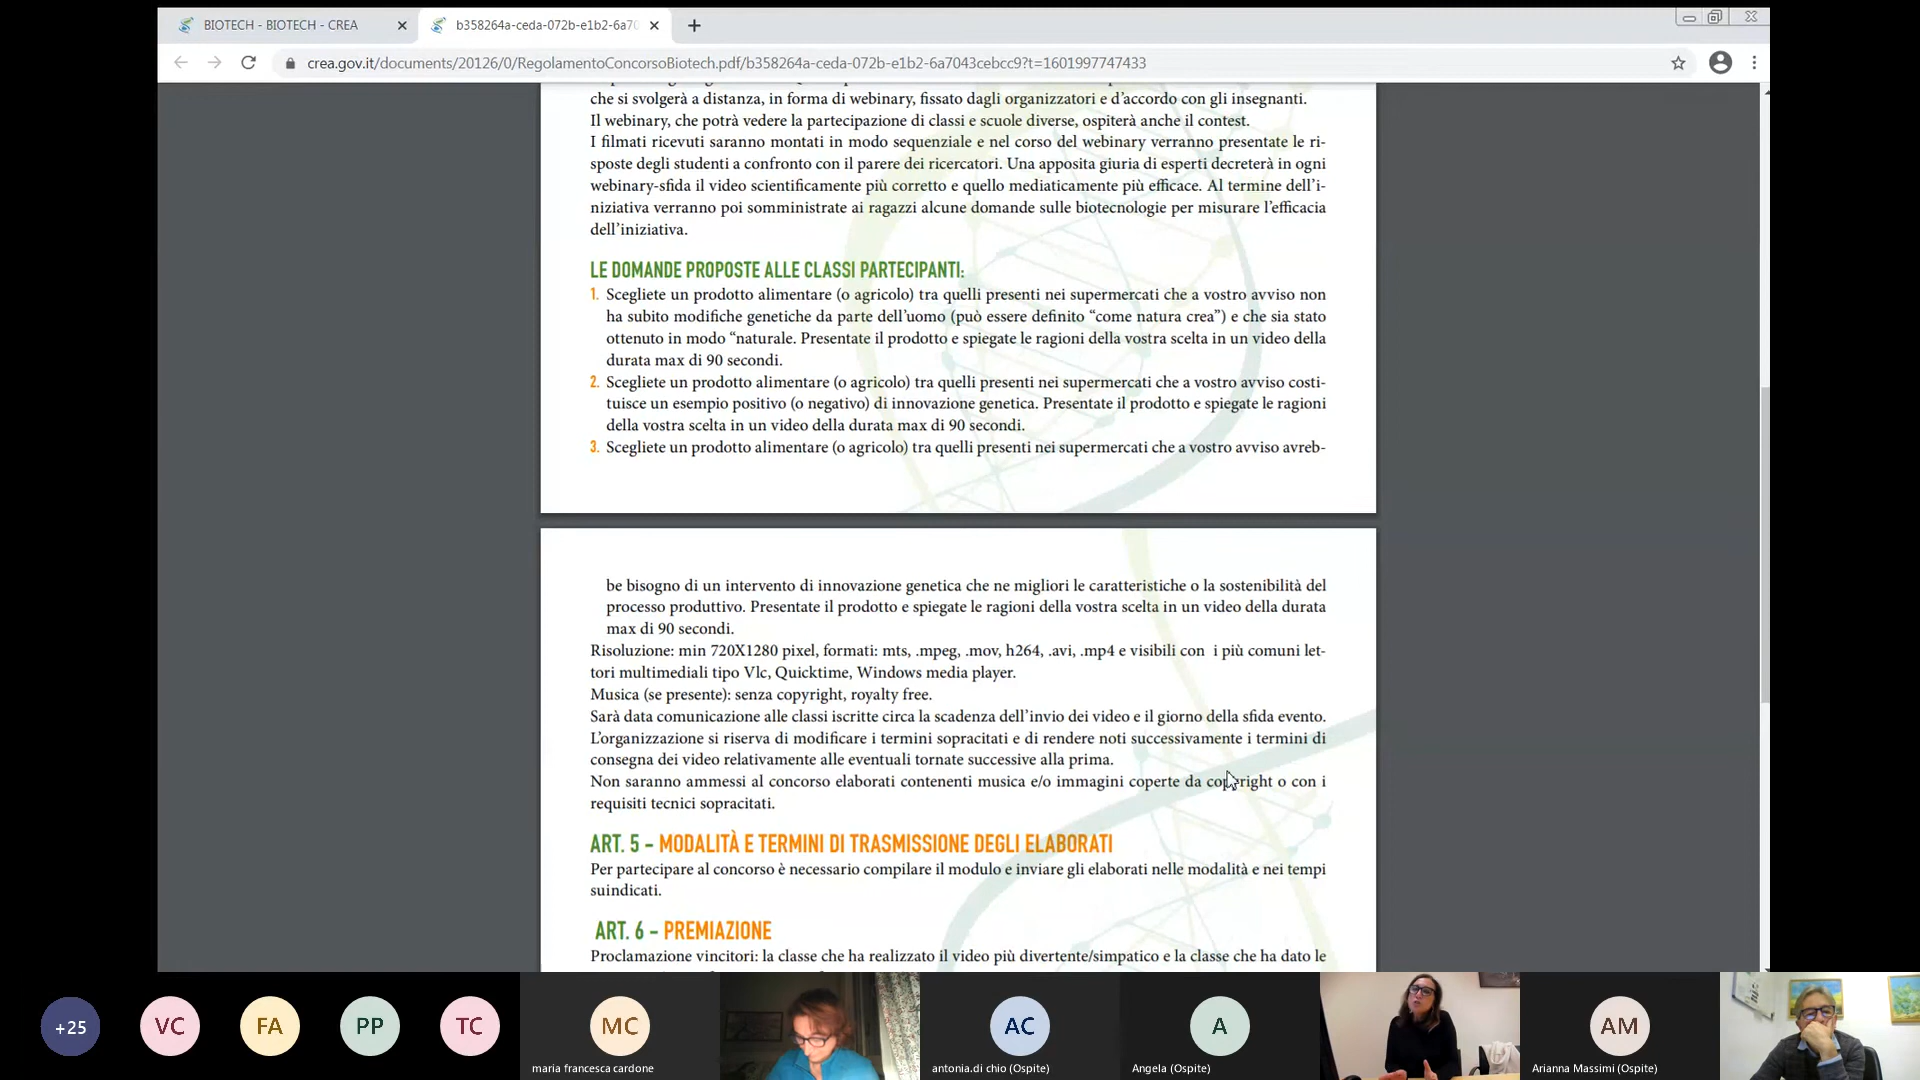 BIOTECH - BIOTECH - CREA
b358264a-ceda-072b-e1b2-6a70
crea.gov.it/documents/20126/0/RegolamentoConcorsoBiotech.pdf/b358264a-ceda-072b-e1b2-6a7043cebcc9?t=1601997747433
che si svolgerà a distanza, in forma di webinary, fissato dagli organizzatori e d’accordo con gli insegnanti.
Il webinary, che potrà vedere la partecipazione di classi e scuole diverse, ospiterà anche il contest.
I filmati ricevuti saranno montati in modo sequenziale e nel corso del webinary verranno presentate le ri-
sposte degli studenti a confronto con il parere dei ricercatori. Una apposita giuria di esperti decreterà in ogni
webinary-sfida il video scientificamente più corretto e quello mediaticamente più efficace. Al termine dell’i-
niziativa verranno poi somministrate ai ragazzi alcune domande sulle biotecnologie per misurare l’efficacia
dell’iniziativa.
LE DOMANDE PROPOSTE ALLE CLASSI PARTECIPANTI:
1. Scegliete un prodotto alimentare (o agricolo) tra quelli presenti nei supermercati che a vostro avviso non
ha subito modifiche genetiche da parte dell’uomo (può essere definito “come natura crea”) e che sia stato
ottenuto in modo “naturale. Presentate il prodotto e spiegate le ragioni della vostra scelta in un video della
durata max di 90 secondi.
2. Scegliete un prodotto alimentare (o agricolo) tra quelli presenti nei supermercati che a vostro avviso costi-
tuisce un esempio positivo (o negativo) di innovazione genetica. Presentate il prodotto e spiegate le ragioni
della vostra scelta in un video della durata max di 90 secondi.
3. Scegliete un prodotto alimentare (o agricolo) tra quelli presenti nei supermercati che a vostro avviso avreb-
be bisogno di un intervento di innovazione genetica che ne migliori le caratteristiche o la sostenibilità del
processo produttivo. Presentate il prodotto e spiegate le ragioni della vostra scelta in un video della durata
max di 90 secondi.
Risoluzione: min 720X1280 pixel, formati: mts, .mpeg, .mov, h264, .avi, .mp4 e visibili con i più comuni let-
tori multimediali tipo Vlc, Quicktime, Windows media player.
Musica (se presente): senza copyright, royalty free.
Sarà data comunicazione alle classi iscritte circa la scadenza dell’invio dei video e il giorno della sfida evento.
L’organizzazione si riserva di modificare i termini sopracitati e di rendere noti successivamente i termini di
consegna dei video relativamente alle eventuali tornate successive alla prima.
Non saranno ammessi al concorso elaborati contenenti musica e/o immagini coperte da copyright o con i
requisiti tecnici sopracitati.
ART. 5 - MODALITÀ E TERMINI DI TRASMISSIONE DEGLI ELABORATI
Per partecipare al concorso è necessario compilare il modulo e inviare gli elaborati nelle modalità e nei tempi
suindicati.
ART. 6 - PREMIAZIONE
Proclamazione vincitori: la classe che ha realizzato il video più divertente/simpatico e la classe che ha dato le
+25
VC
FA
PP
TC
MC
maria francesca cardone
AC
antonia.di chio (Ospite)
A
Angela (Ospite)
AM
Arianna Massimi (Ospite)